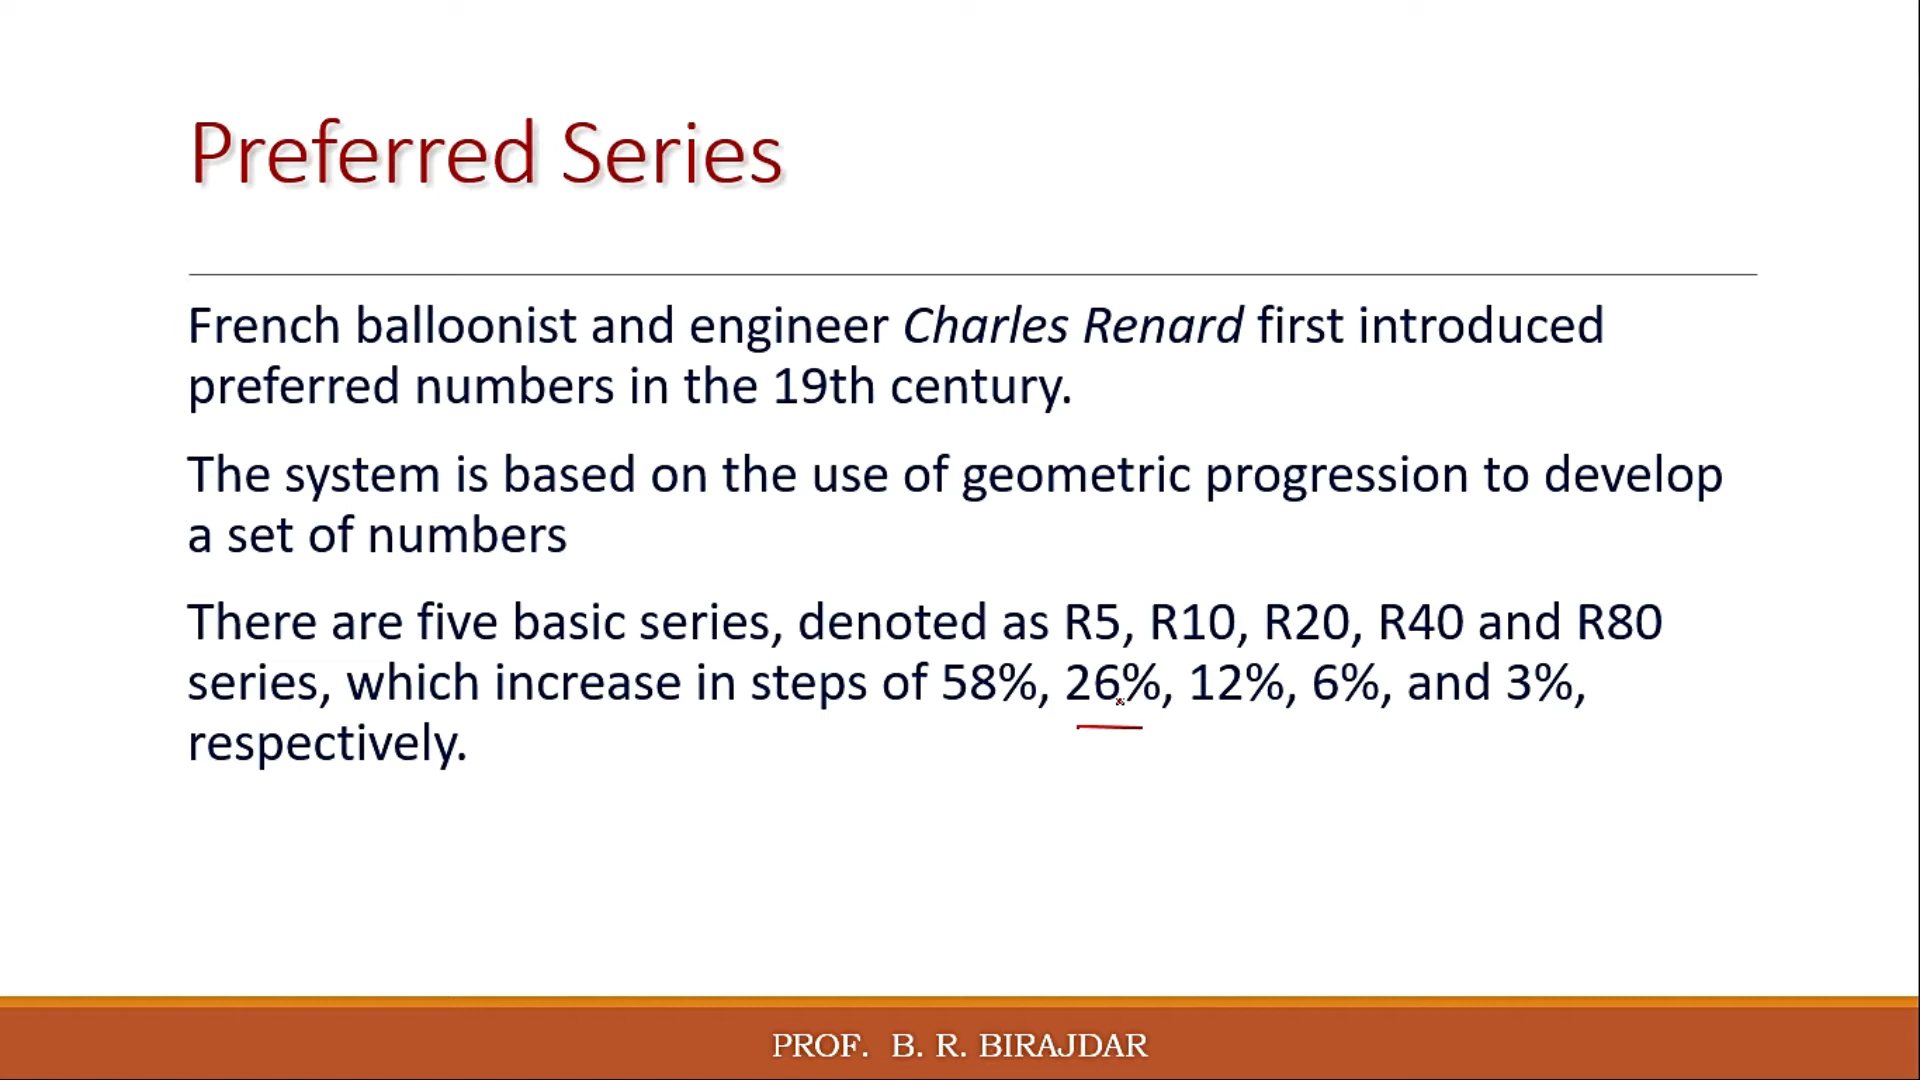 Preferred Series
French balloonist and engineer Charles Renard first introduced
preferred numbers in the 19th century.
The system is based on the use of geometric progression to develop
a set of numbers
There are five basic series, denoted as R5, R10, R20, R40 and R80
series, which increase in steps of 58%, 26%, 12%, 6%, and 3%,
respectively.
PROF. B. R. BIRAJDAR